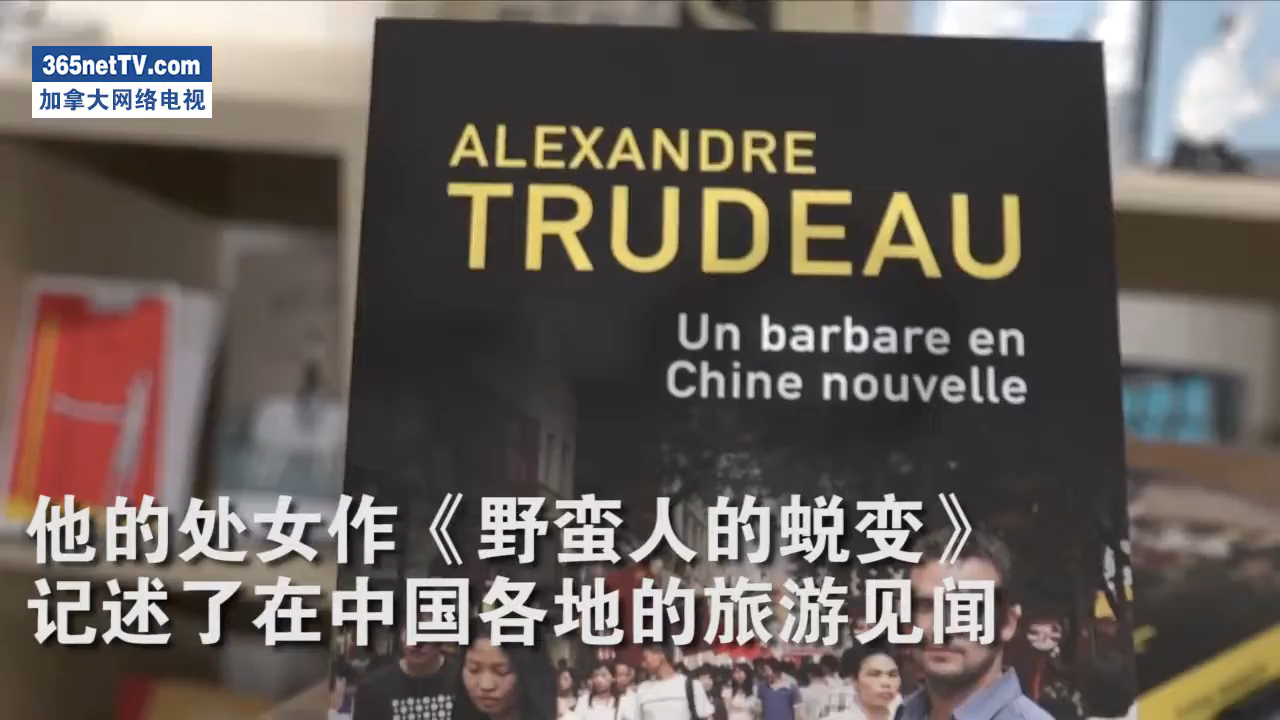 365netTV.com
加拿大网络电视
ALEXANDRE
TRUDEAU
Un barbare en
Chine nouvelle
他的处女作《野蛮人的蜕变》
记述了在中国各地的旅游见闻